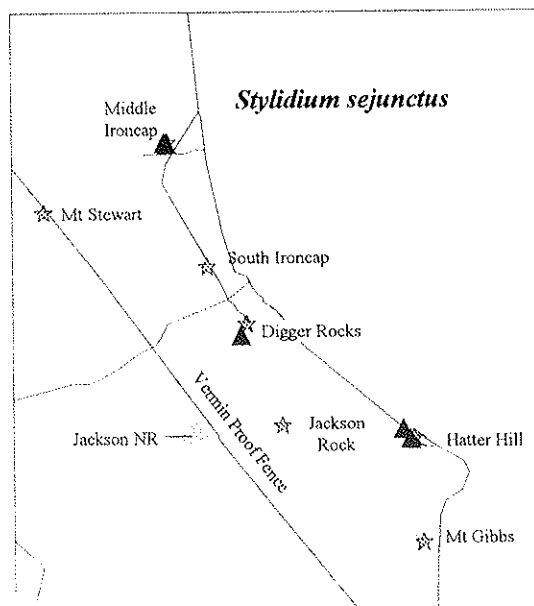 Stylidium sejunctus
Middle
Ironcap
Mt Stewart
South Ironcap
Digger Rocks
Vermin Proof Fence
Jackson NR
Jackson
Rock
Hatter Hill
Mt Gibbs